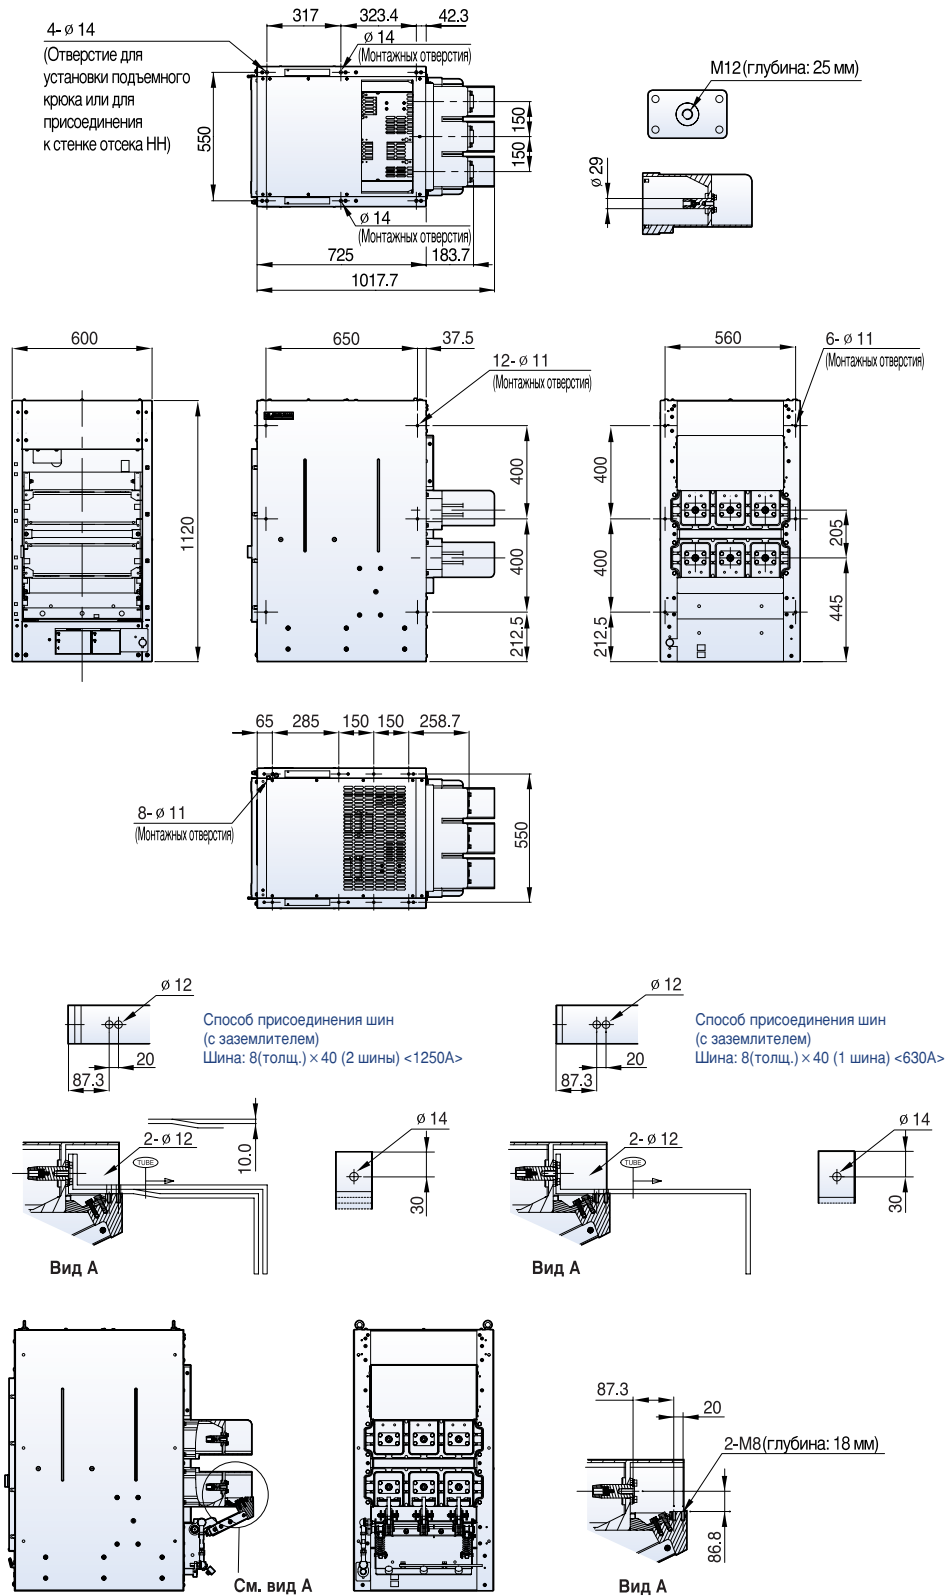 317
323.4
42.3
4- ø 14
(Отверстие для
установки подъемного
крюка или для
присоединения
к стенке отсека НН)
ø 14
(Монтажных отверстия)
550
150
150
ø 14
(Монтажных отверстия)
725
183.7
1017.7
M12(глубина: 25 мм)
ø 29
600
1120
650
37.5
12- ø 11
(Монтажных отверстия)
400
400
212.5
560
6- ø 11
(Монтажных отверстия)
400
400
212.5
205
445
65
285
150
150
258.7
8- ø 11
(Монтажных отверстия)
550
ø 12
20
87.3
Способ присоединения шин
(с заземлителем)
Шина: 8(толщ.) × 40 (2 шины) <1250A>
ø 12
20
87.3
Способ присоединения шин
(с заземлителем)
Шина: 8(толщ.) × 40 (1 шина) <630A>
2- ø 12
TUBE
10.0
ø 14
30
Вид А
2- ø 12
TUBE
ø 14
30
Вид А
См. вид А
87.3
20
2-M8(глубина: 18 мм)
86.8
Вид А